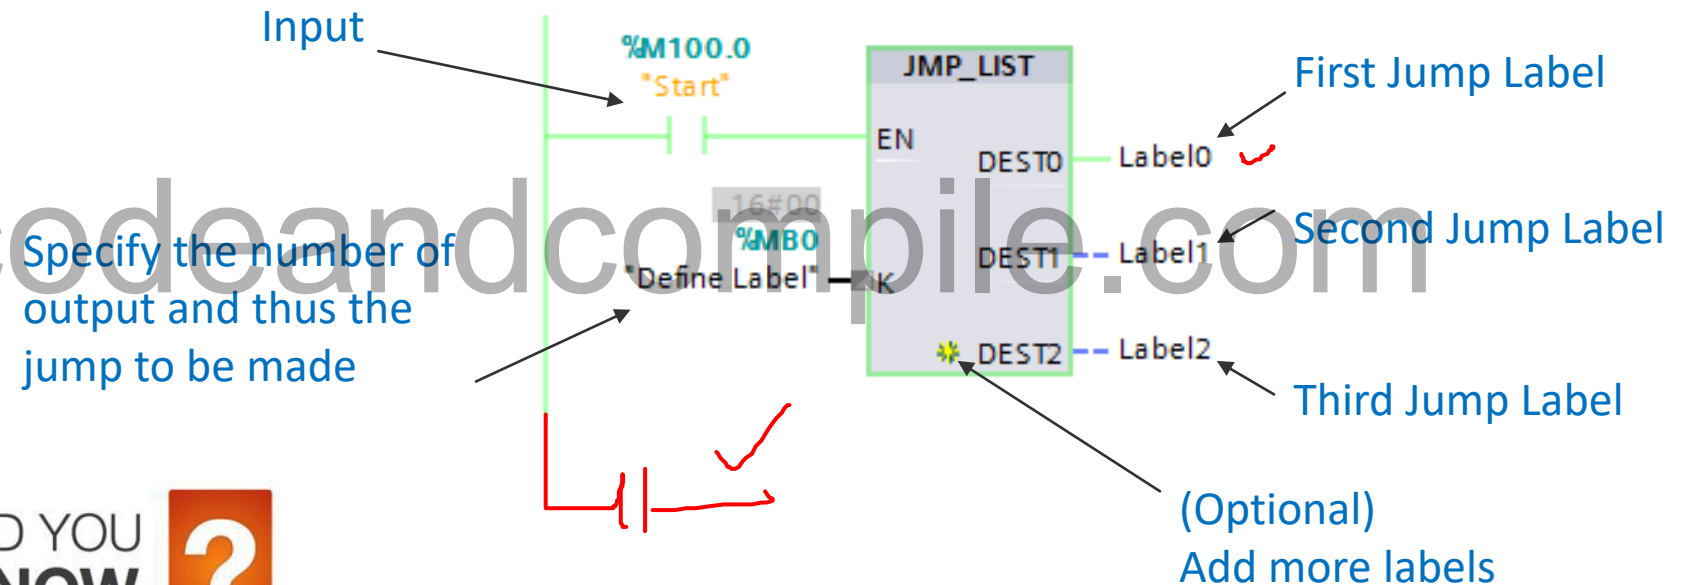 Input
%M100.0
"Start"
JMP_LIST
EN
DEST0
Label0
First Jump Label
codeandcompile.com
16#00
%MB0
"Define Label"
K
DEST1
Label1
Second Jump Label
Specify the number of
output and thus the
jump to be made
DEST2
Label2
Third Jump Label
(Optional)
Add more labels
D YOU
?